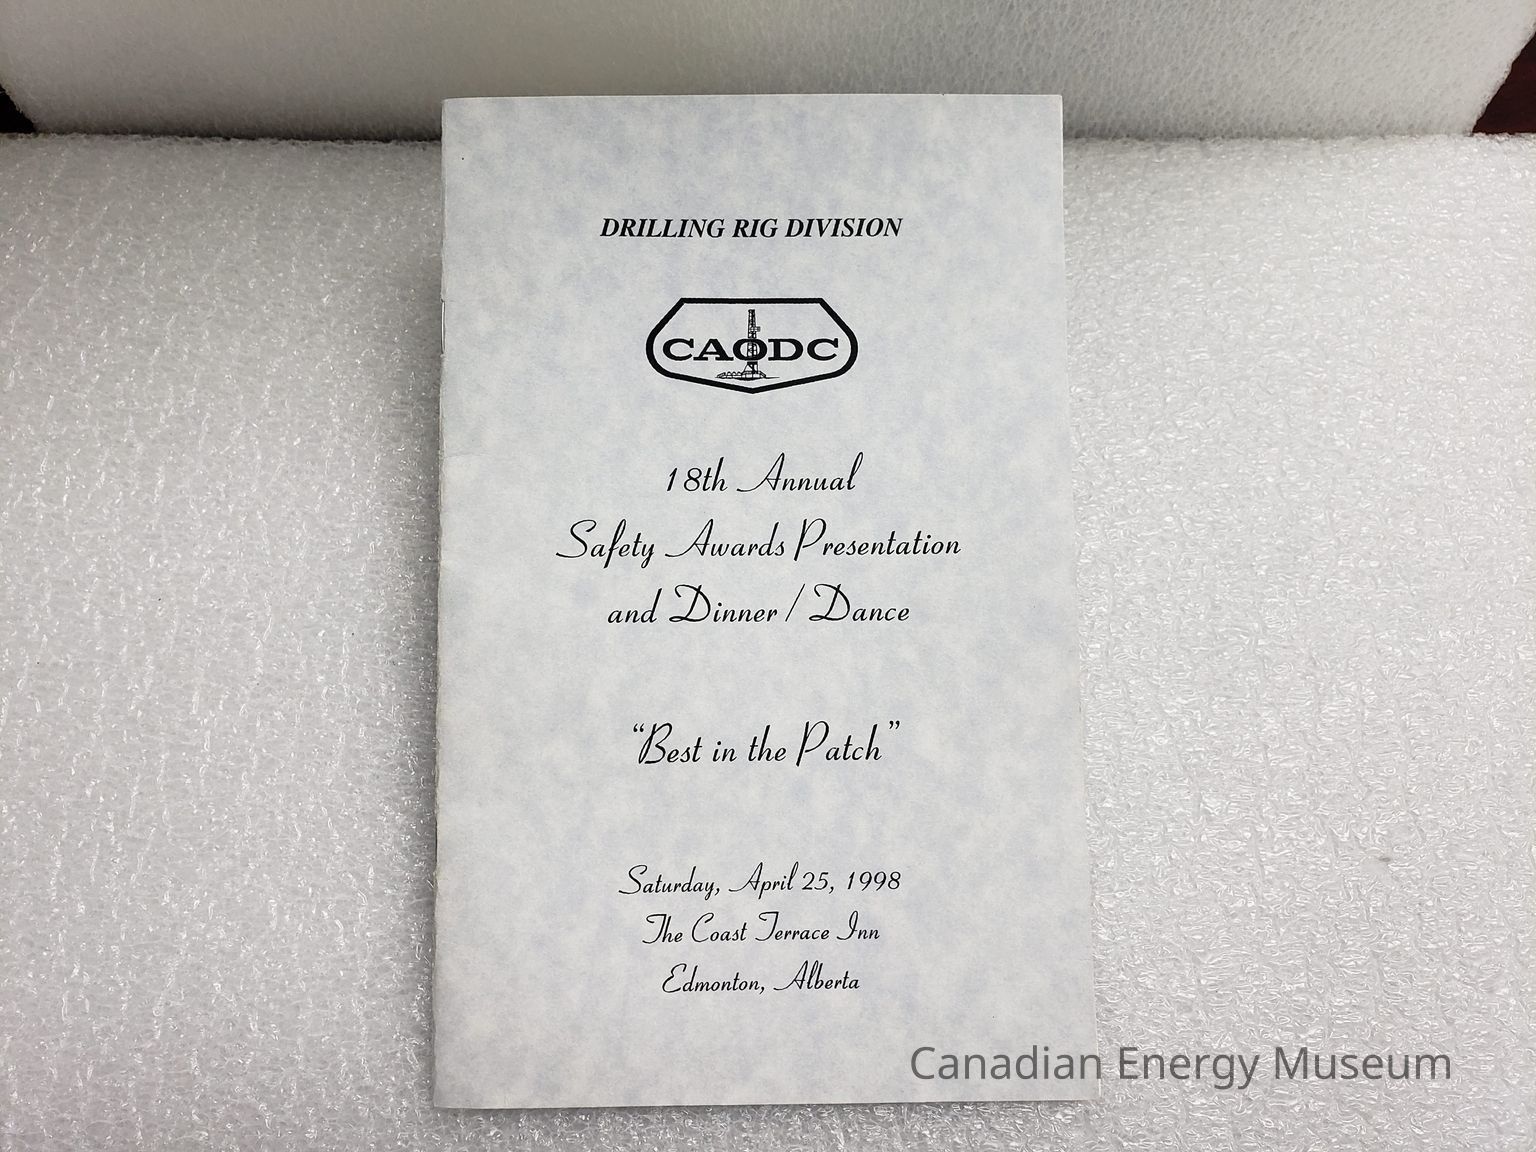 DRILLING RIG DIVISION
CAODC
18th Annual
Safety Awards Presentation
and Dinner / Dance
“Best in the Patch”
Saturday, April 25, 1998
The Coast Terrace Inn
Edmonton, Alberta
Canadian Energy Museum